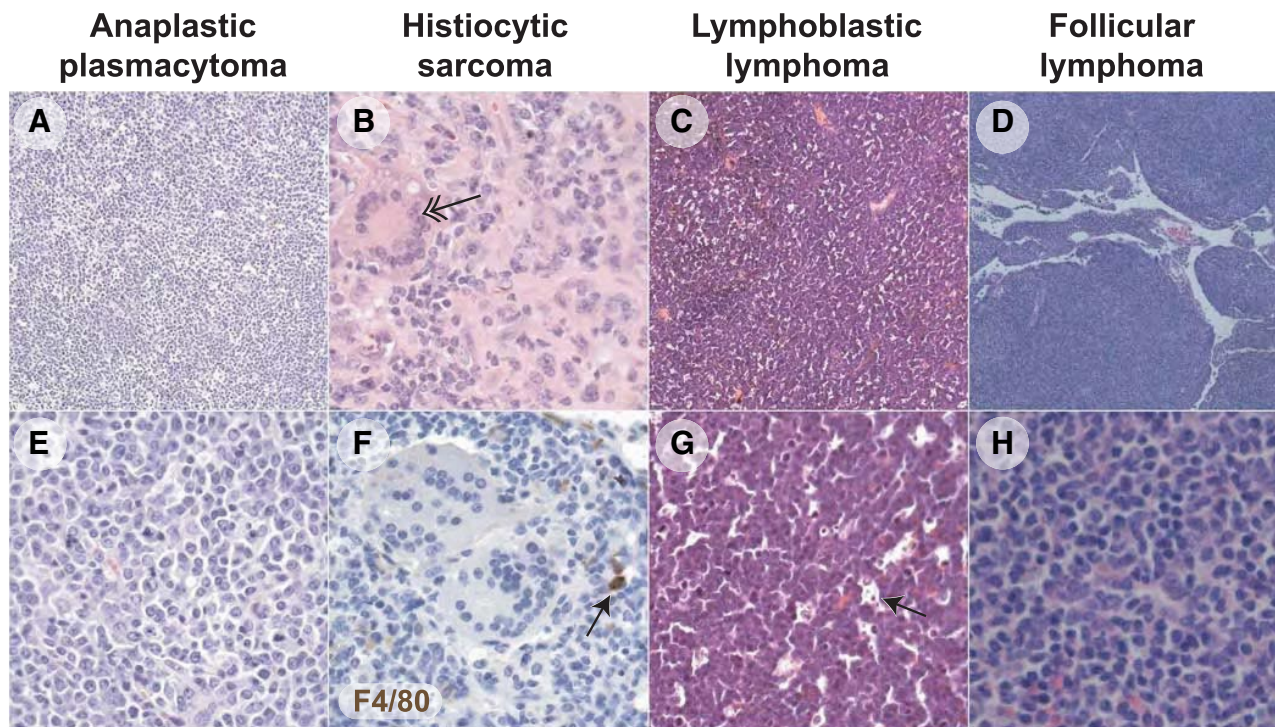 Anaplastic
plasmacytoma
Histiocytic
sarcoma
Lymphoblastic
lymphoma
Follicular
lymphoma
A
B
C
D
E
F
G
H
F4/80